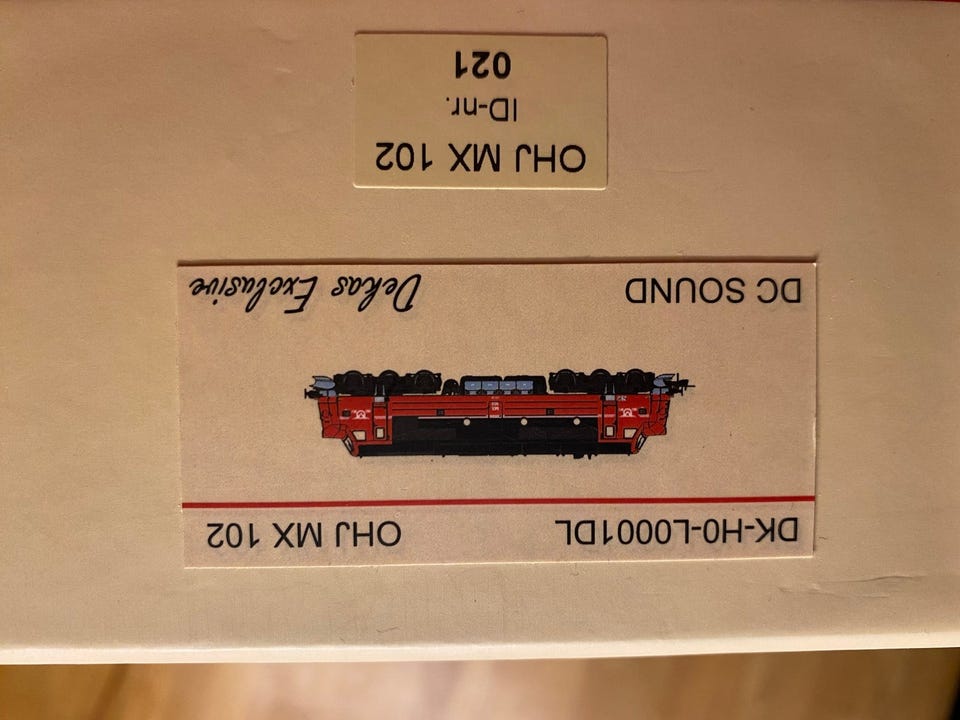 DK-H0-L0001DL OHJ MX 102
DC SOUND Dekas Exclusive
OHJ MX 102
ID-nr.
021